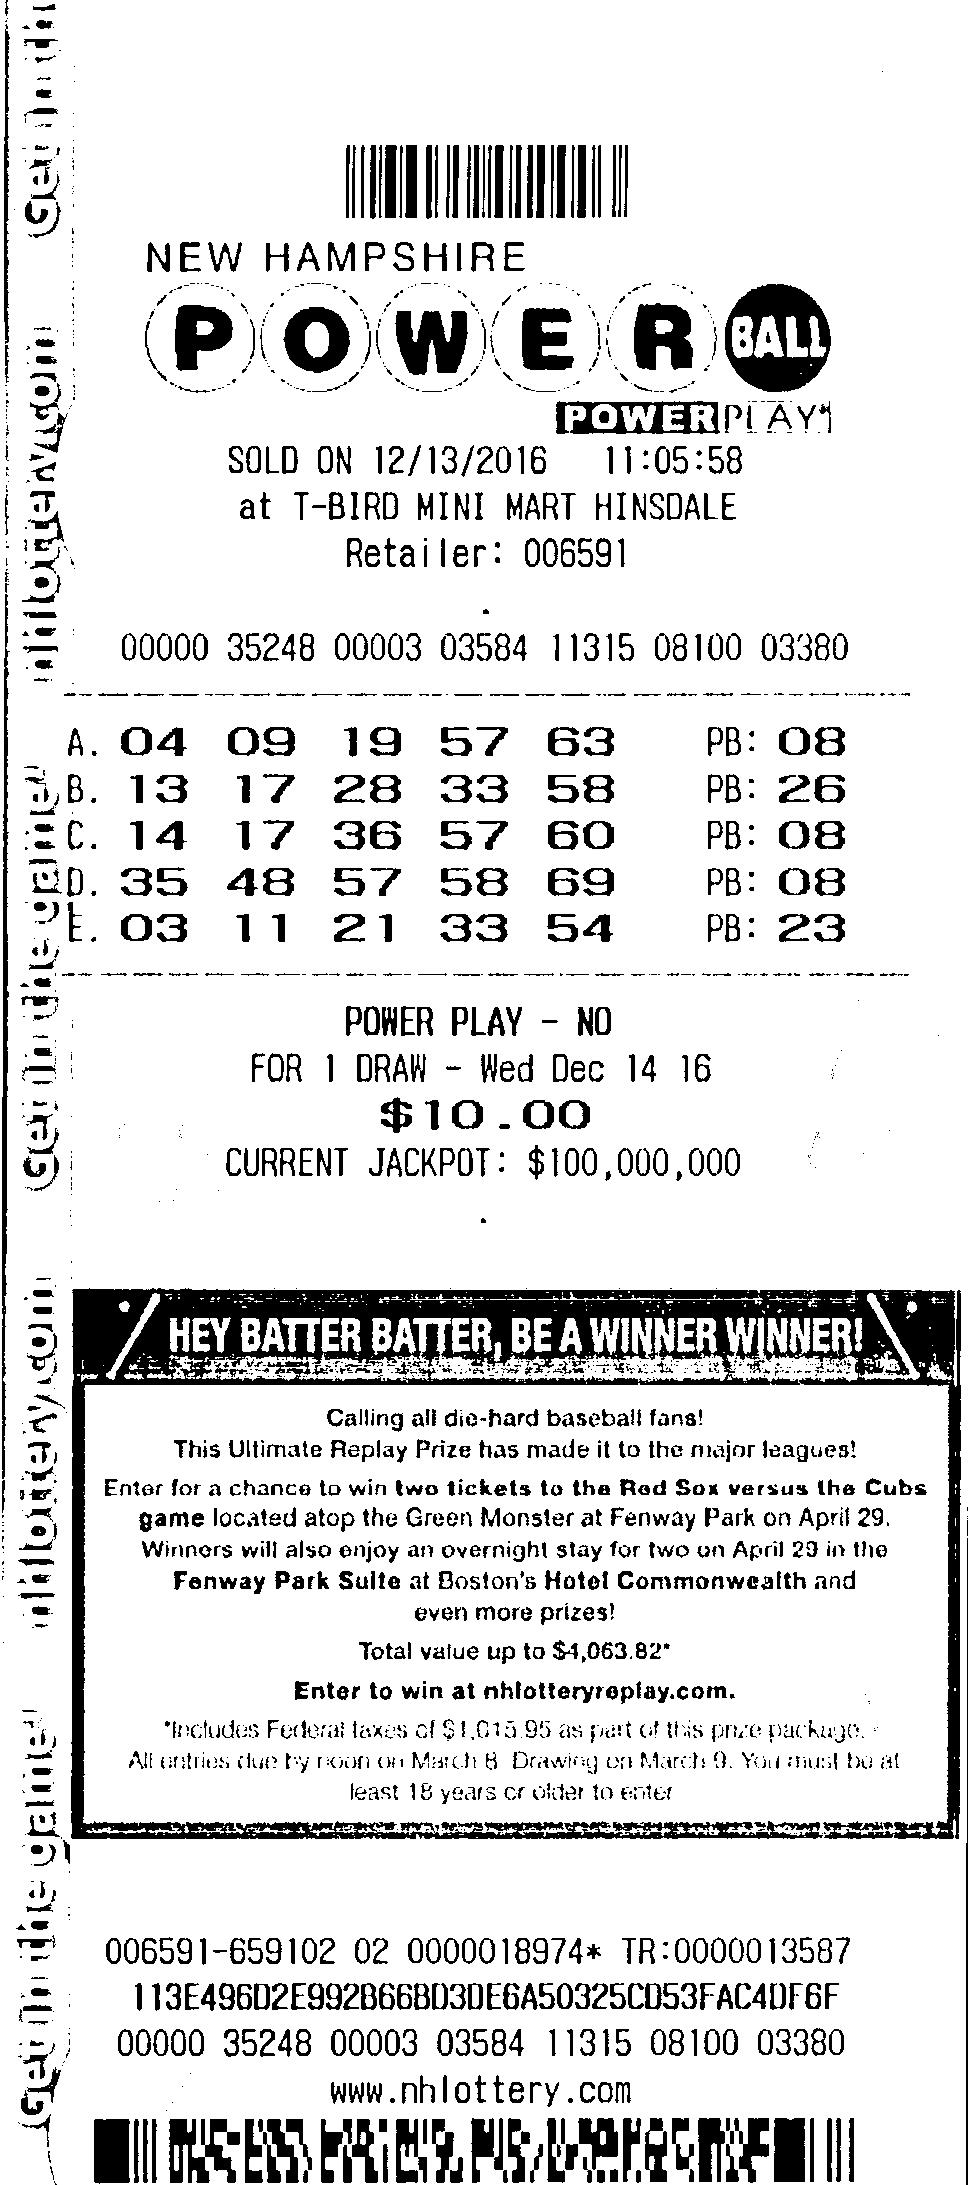 NEW HAMPSHIRE
POWERBALL
POWERPLAY
SOLD ON 12/13/2016 11:05:58
at T-BIRD MINI MART HINSDALE
Retailer: 006591
00000 35248 00003 03584 11315 08100 03380
A. 04 09 19 57 63 PB: 08
B. 13 17 28 33 58 PB: 26
C. 14 17 36 57 60 PB: 08
D. 35 48 57 58 69 PB: 08
E. 03 11 21 33 54 PB: 23
POWER PLAY - NO
FOR 1 DRAW - Wed Dec 14 16
$10.00
CURRENT JACKPOT: $100,000,000
HEY BATTER BATTER, BE A WINNER WINNER!
Calling all die-hard baseball fans!
This Ultimate Replay Prize has made it to the major leagues!
Enter for a chance to win two tickets to the Red Sox versus the Cubs
game located atop the Green Monster at Fenway Park on April 29.
Winners will also enjoy an overnight stay for two on April 29 in the
Fenway Park Suite at Boston's Hotel Commonwealth and
even more prizes!
Total value up to $4,063.82*
Enter to win at nhlotteryreplay.com.
*Includes Federal taxes of $1,015.95 as part of this prize package.
All entries due by noon on March 8. Drawing on March 9. You must be at
least 18 years or older to enter
006591-659102 02 0000018974* TR:0000013587
113E496D2E992B66BD3DE6A50325CD53FAC4DF6F
00000 35248 00003 03584 11315 08100 03380
www.nhlottery.com
Get in the game
nhlottery.com
Get in the game
nhlottery.com
Get in the